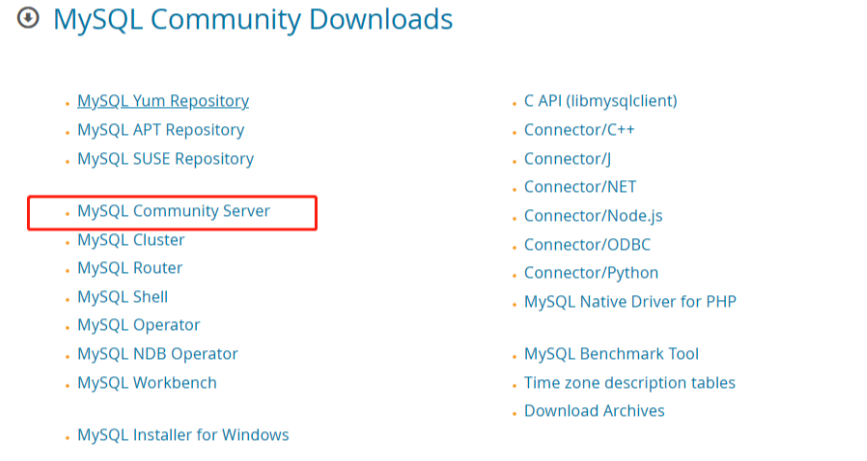 MySQL Community Downloads
MySQL Yum Repository
MySQL APT Repository
MySQL SUSE Repository
MySQL Community Server
MySQL Cluster
MySQL Router
MySQL Shell
MySQL Operator
MySQL NDB Operator
MySQL Workbench
MySQL Installer for Windows
C API (libmysqlclient)
Connector/C++
Connector/J
Connector/NET
Connector/Node.js
Connector/ODBC
Connector/Python
MySQL Native Driver for PHP
MySQL Benchmark Tool
Time zone description tables
Download Archives